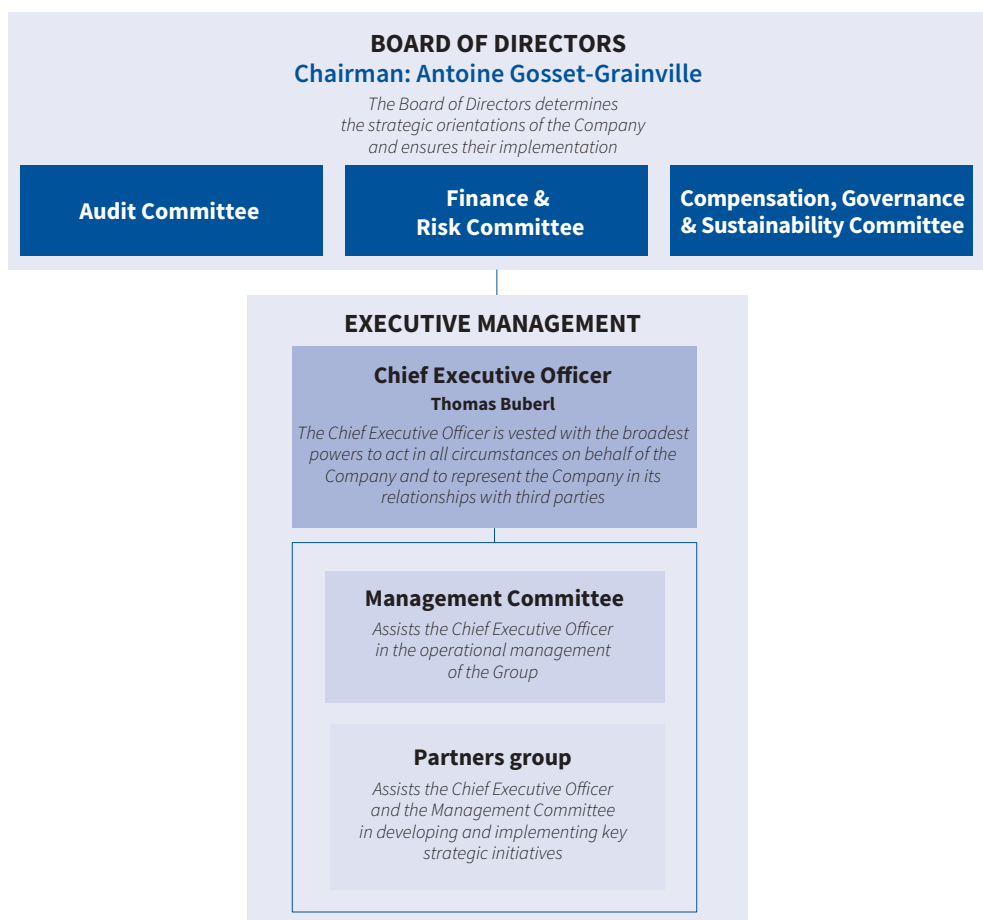 BOARD OF DIRECTORS
Chairman: Antoine Gosset-Grainville
The Board of Directors determines
the strategic orientations of the Company
and ensures their implementation
Audit Committee
Finance &
Risk Committee
Compensation, Governance
& Sustainability Committee
EXECUTIVE MANAGEMENT
Chief Executive Officer
Thomas Buberl
The Chief Executive Officer is vested with the broadest
powers to act in all circumstances on behalf of the
Company and to represent the Company in its
relationships with third parties
Management Committee
Assists the Chief Executive Officer
in the operational management
of the Group
Partners group
Assists the Chief Executive Officer
and the Management Committee
in developing and implementing key
strategic initiatives